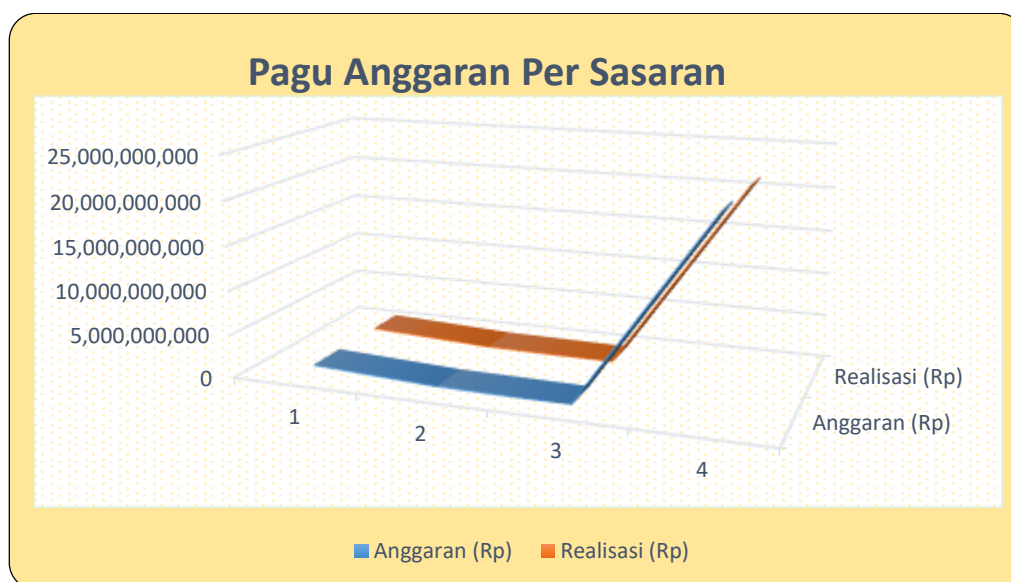 Pagu Anggaran Per Sasaran
25,000,000,000
20,000,000,000
15,000,000,000
10,000,000,000
5,000,000,000
0
1
2
3
4
Realisasi (Rp)
Anggaran (Rp)
Anggaran (Rp) Realisasi (Rp)